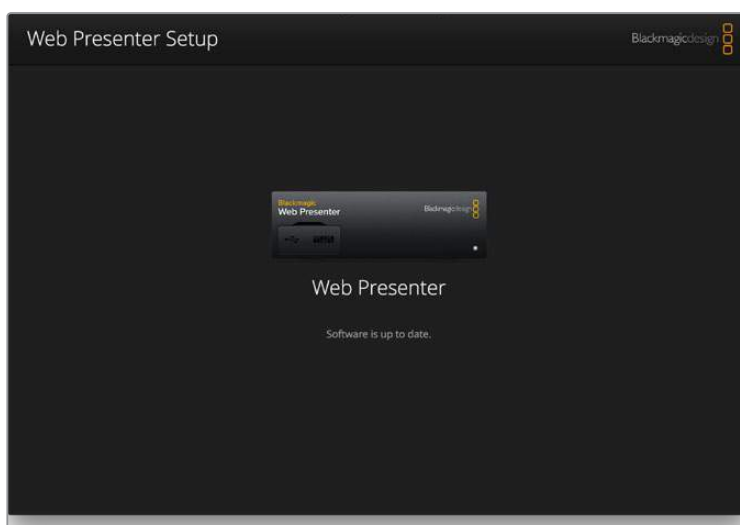 Web Presenter Setup
Blackmagicdesign
Blackmagic
Web Presenter
Blackmagicdesign
Web Presenter
Software is up to date.